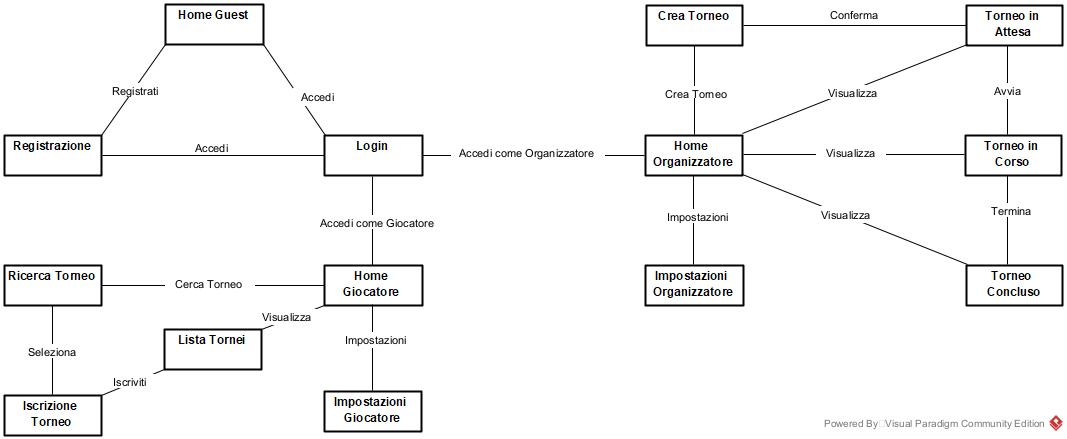 Home Guest
Crea Torneo
Conferma
Torneo in
Attesa
Registrati
Accedi
Crea Torneo
Visualizza
Avvia
Registrazione
Accedi
Login
Accedi come Organizzatore
Home
Organizzatore
Visualizza
Torneo in
Corso
Accedi come Giocatore
Impostazioni
Visualizza
Termina
Ricerca Torneo
Cerca Torneo
Home
Giocatore
Impostazioni
Organizzatore
Torneo
Concluso
Visualizza
Lista Tornei
Impostazioni
Seleziona
Iscriviti
Iscrizione
Torneo
Impostazioni
Giocatore
Powered By: Visual Paradigm Community Edition